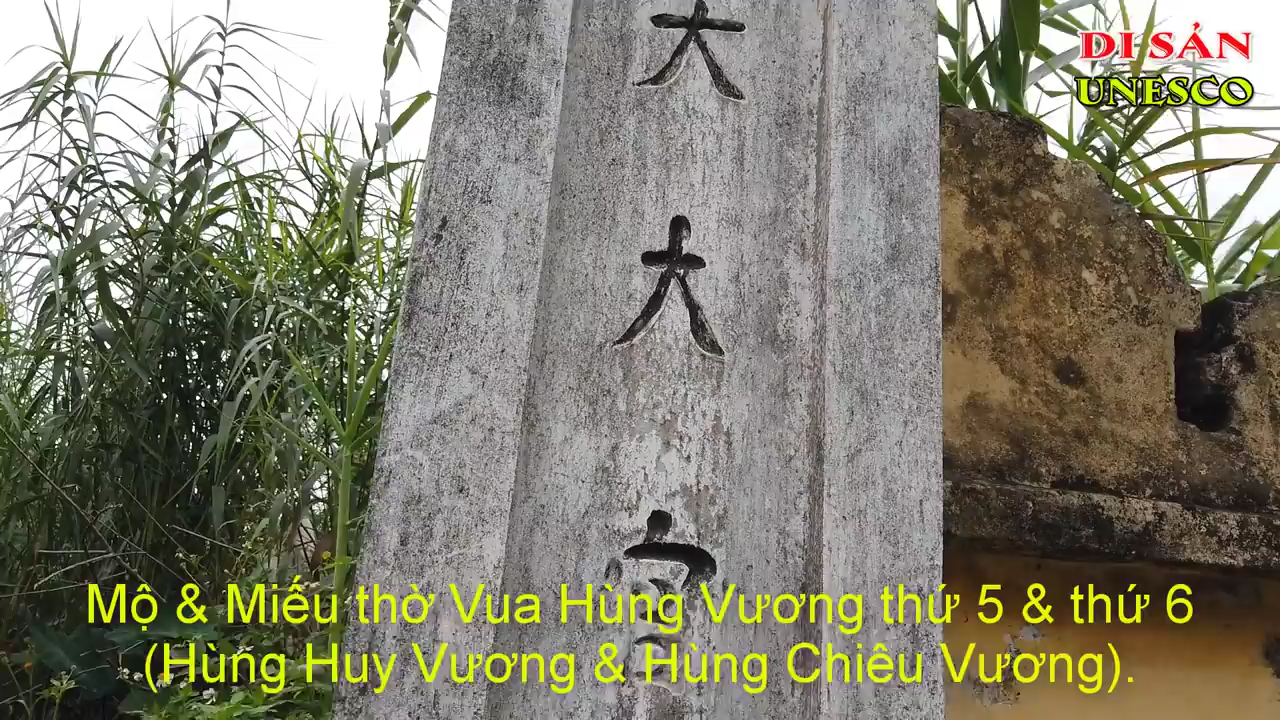 大
大
官
DI SẢN
UNESCO
Mộ & Miếu thờ Vua Hùng Vương thứ 5 & thứ 6
(Hùng Huy Vương & Hùng Chiêu Vương).